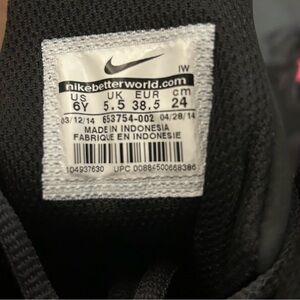 IW
nikebetterworld.com
US UK EUR cm
6Y 5.5 38.5 24
03/12/14 653754-002 04/28/14
MADE IN INDONESIA
FABRIQUE EN INDONESIE
104937630 UPC 00884500668386